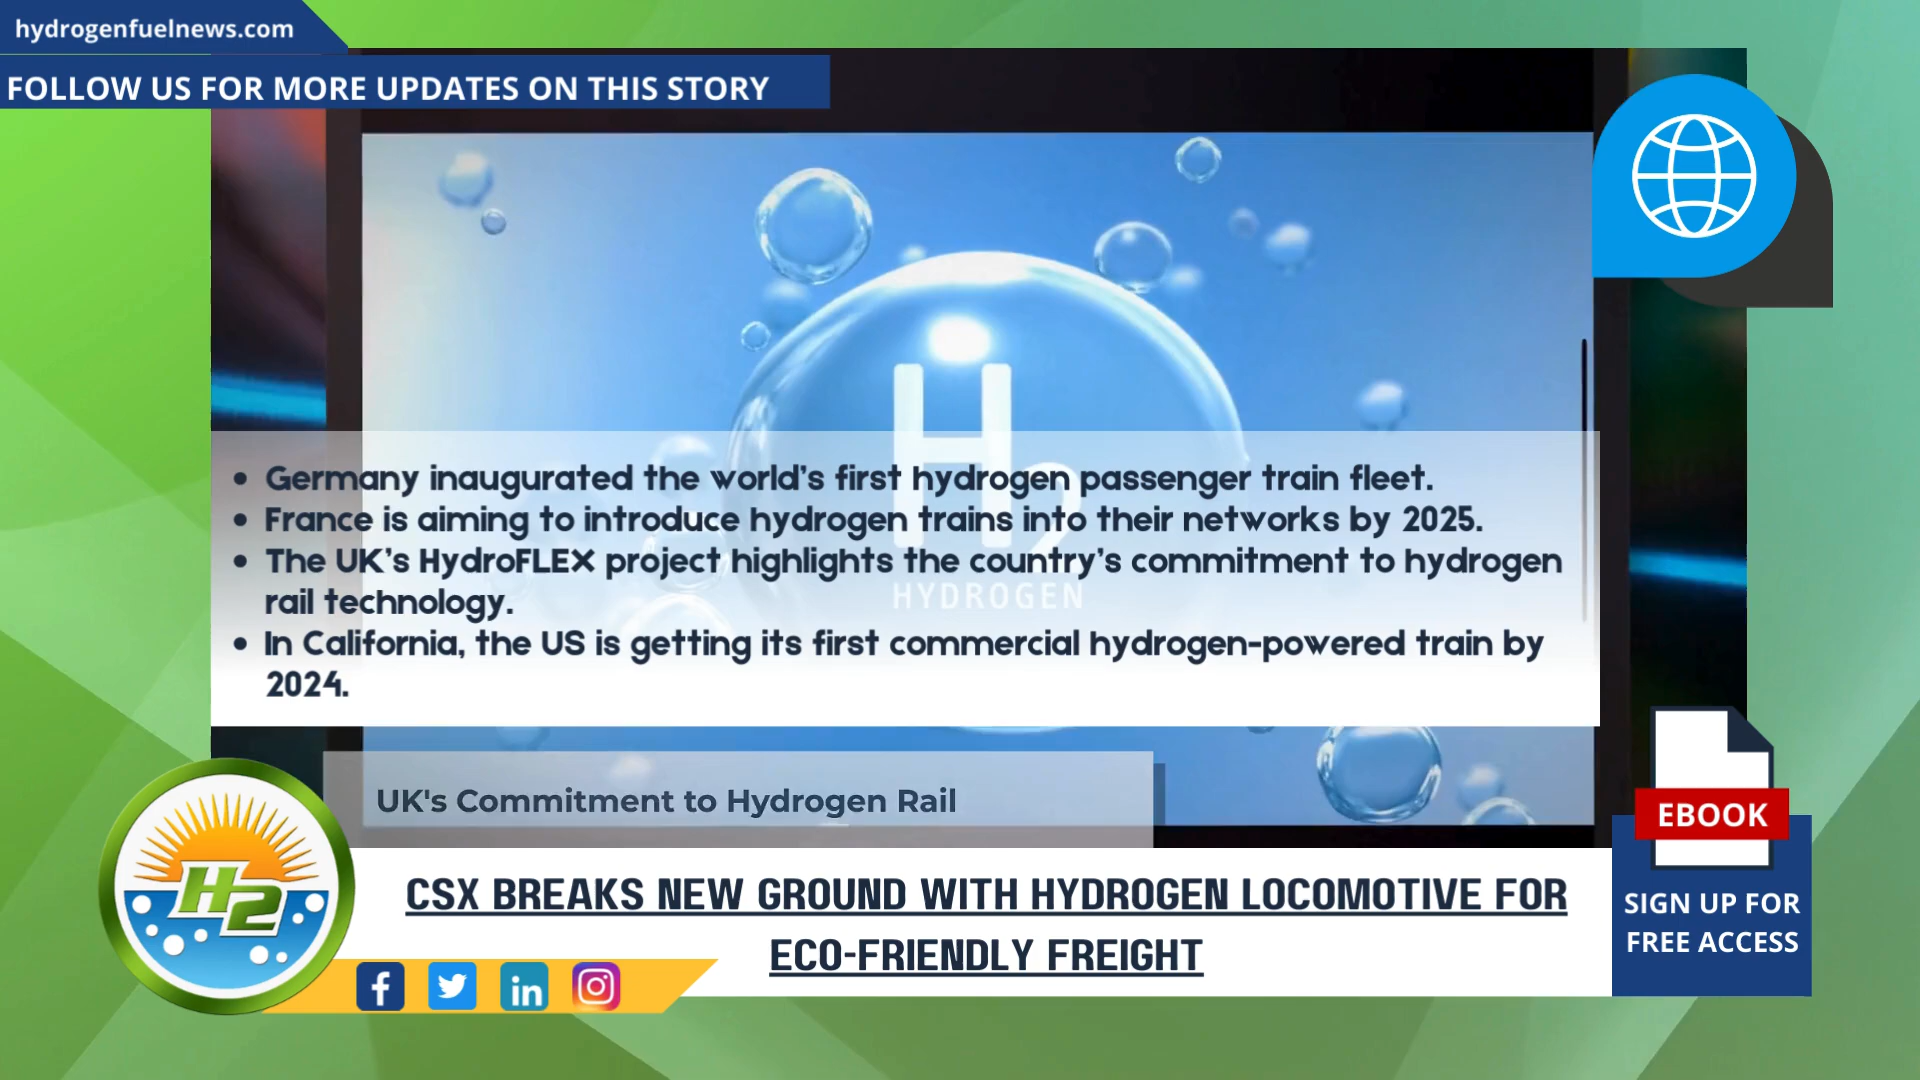 hydrogenfuelnews.com
FOLLOW US FOR MORE UPDATES ON THIS STORY
H2
HYDROGEN
• Germany inaugurated the world's first hydrogen passenger train fleet.
• France is aiming to introduce hydrogen trains into their networks by 2025.
• The UK's HydroFLEX project highlights the country's commitment to hydrogen
rail technology.
• In California, the US is getting its first commercial hydrogen-powered train by
2024.
UK's Commitment to Hydrogen Rail
H2
CSX BREAKS NEW GROUND WITH HYDROGEN LOCOMOTIVE FOR
ECO-FRIENDLY FREIGHT
EBOOK
SIGN UP FOR
FREE ACCESS